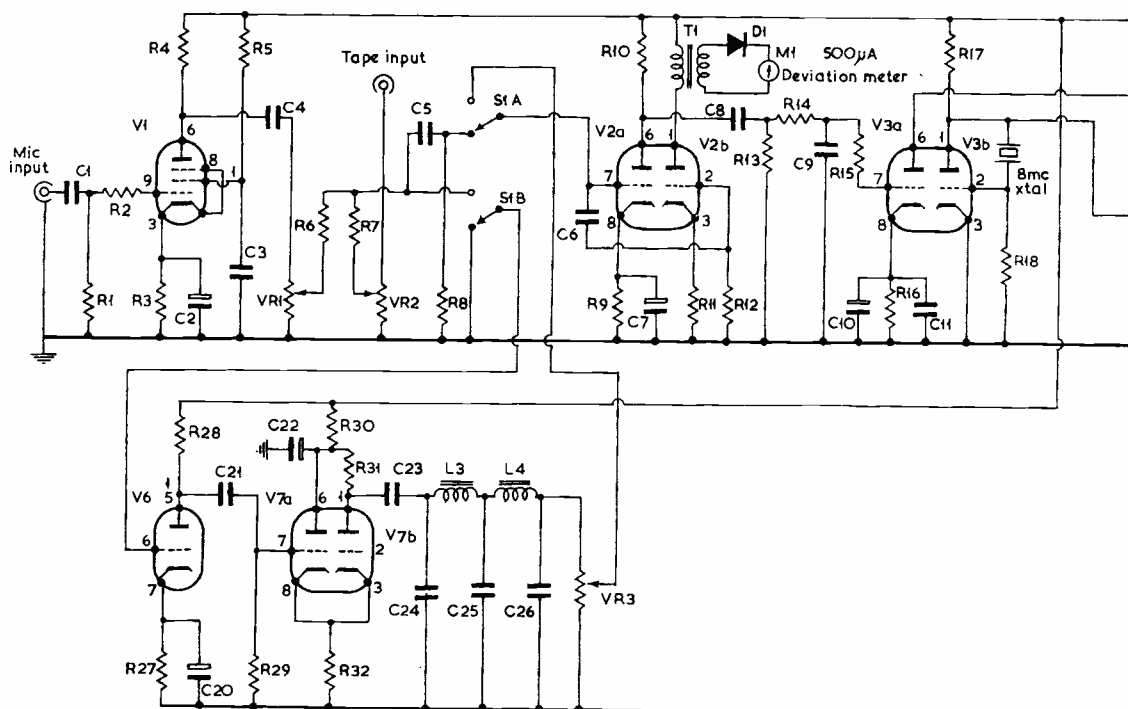 R4
R5
Tape input
R10
T1
D1
M1
500μA
Deviation meter
R17
V1
6
C4
C5
S1A
C8
R14
V2a
6
1
V2b
R13
C9
R15
V3a
6
1
V3b
8mc
xtal
Mic
input
C1
R2
9
8
1
3
R6
R7
S1B
7
2
C6
8
3
7
2
8
3
R1
R3
C2
C3
VR1
VR2
R8
R9
C7
R11
R12
C10
R16
C11
R18
R28
C22
R30
R31
C23
L3
L4
V6
1
5
C21
V7a
6
1
V7b
6
7
7
2
8
3
C24
C25
C26
VR3
R27
C20
R29
R32